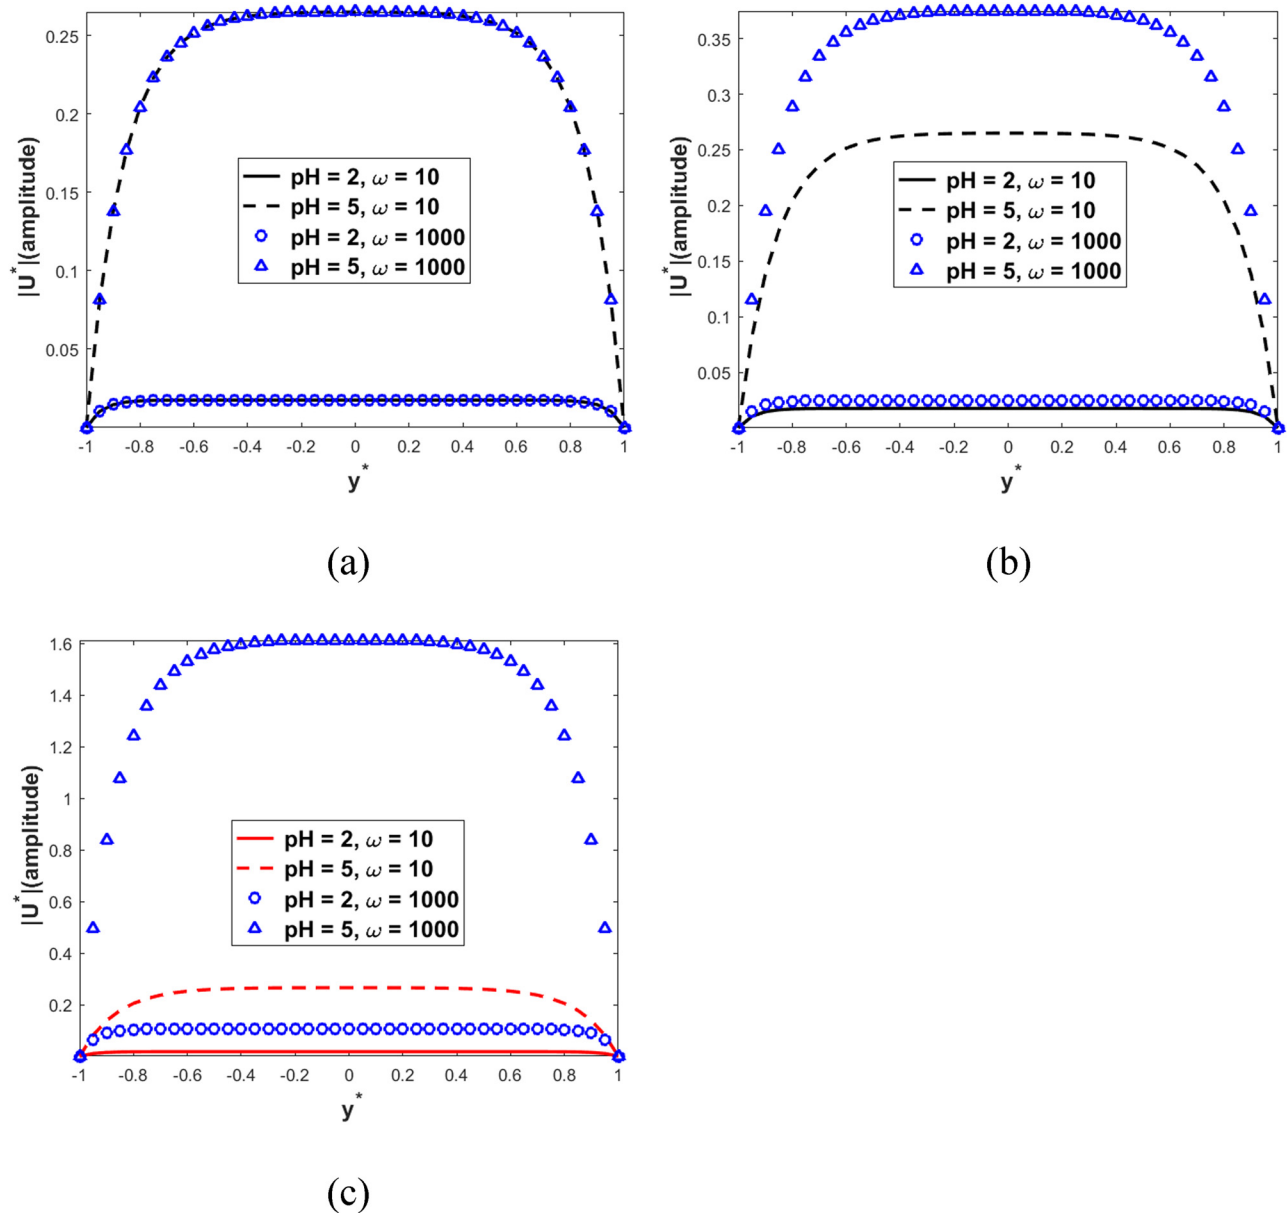 0.25
0.2
0.15
0.1
0.05
|U*|(amplitude)
pH = 2, ω = 10
pH = 5, ω = 10
pH = 2, ω = 1000
pH = 5, ω = 1000
-1 -0.8 -0.6 -0.4 -0.2 0 0.2 0.4 0.6 0.8 1
y*
(a)
0.35
0.3
0.25
0.2
0.15
0.1
0.05
|U*|(amplitude)
pH = 2, ω = 10
pH = 5, ω = 10
pH = 2, ω = 1000
pH = 5, ω = 1000
-1 -0.8 -0.6 -0.4 -0.2 0 0.2 0.4 0.6 0.8 1
y*
(b)
1.6
1.4
1.2
1
0.8
0.6
0.4
0.2
|U*|(amplitude)
pH = 2, ω = 10
pH = 5, ω = 10
pH = 2, ω = 1000
pH = 5, ω = 1000
-1 -0.8 -0.6 -0.4 -0.2 0 0.2 0.4 0.6 0.8 1
y*
(c)